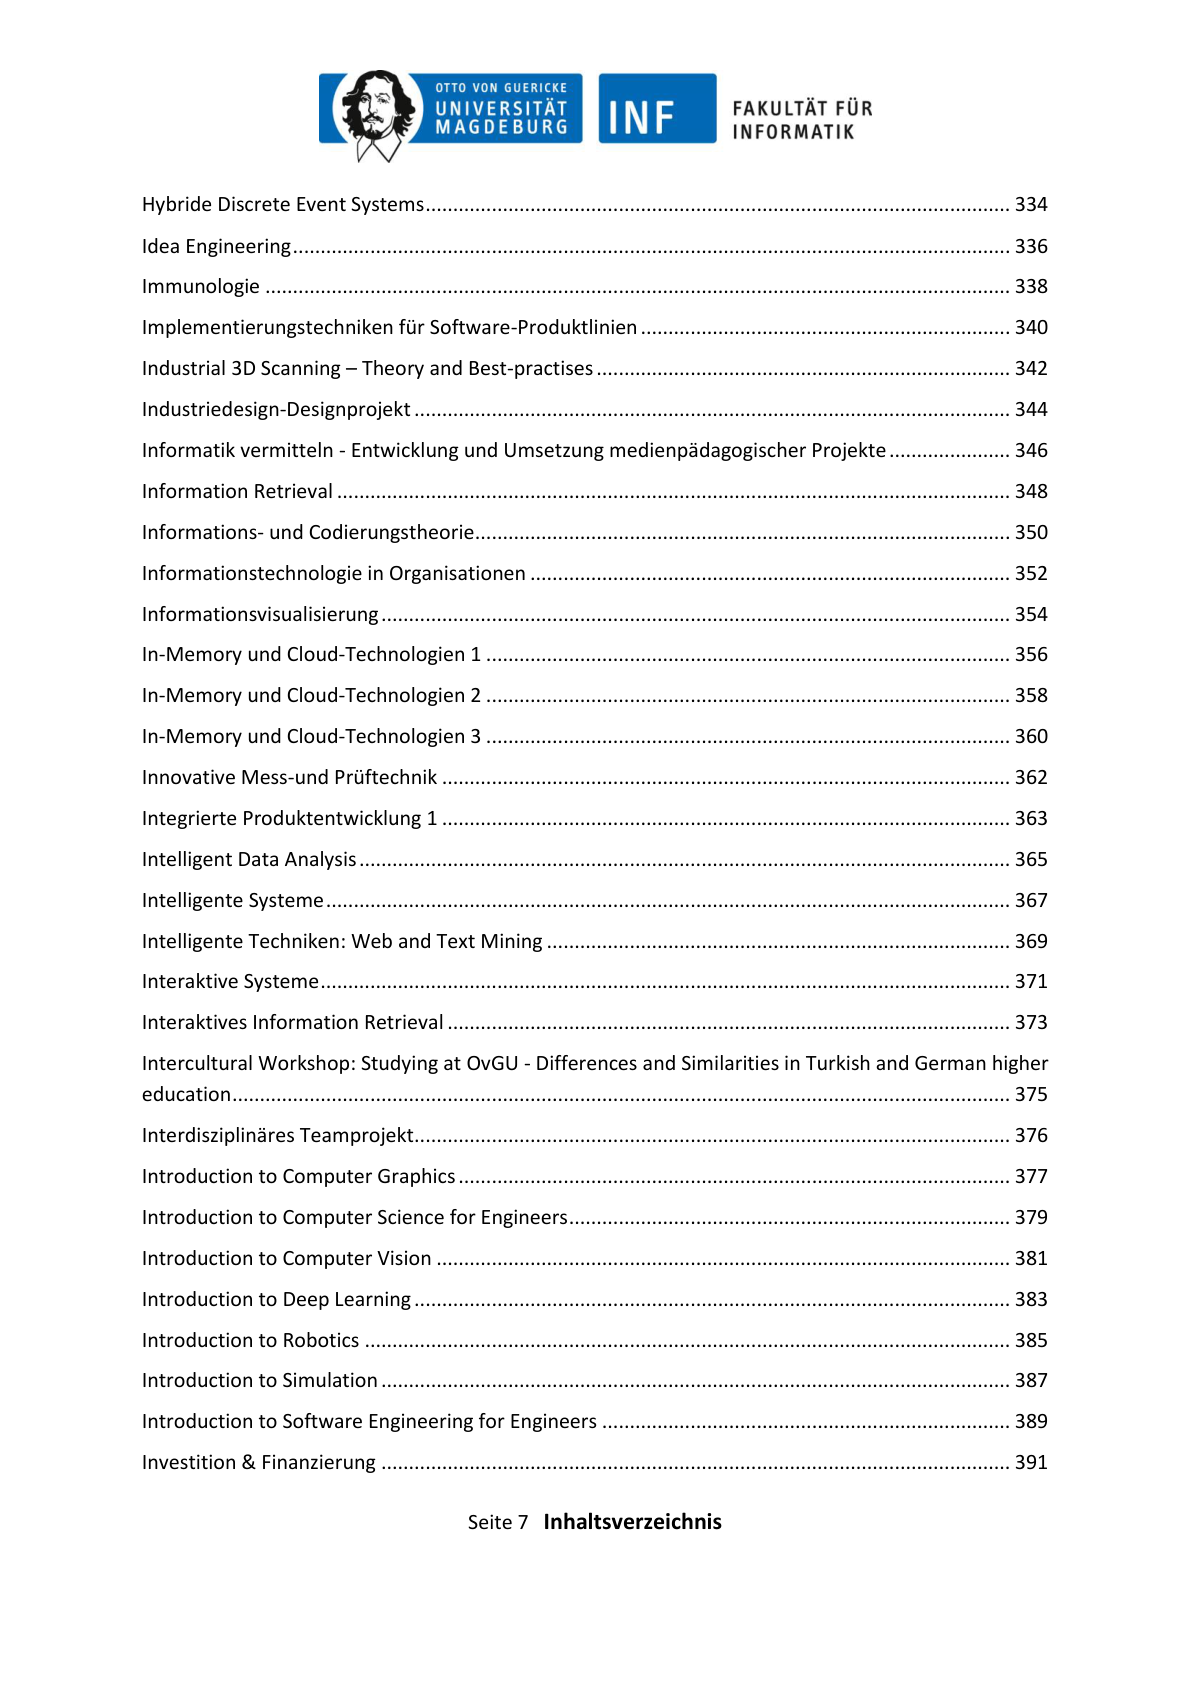 OTTO VON GUERICKE
UNIVERSITÄT
MAGDEBURG
INF
FAKULTÄT FÜR
INFORMATIK
Hybride Discrete Event Systems........................................................................................................ 334
Idea Engineering................................................................................................................................ 336
Immunologie ..................................................................................................................................... 338
Implementierungstechniken für Software-Produktlinien .................................................................. 340
Industrial 3D Scanning – Theory and Best-practises .......................................................................... 342
Industriedesign-Designprojekt ........................................................................................................... 344
Informatik vermitteln - Entwicklung und Umsetzung medienpädagogischer Projekte ...................... 346
Information Retrieval ........................................................................................................................ 348
Informations- und Codierungstheorie................................................................................................ 350
Informationstechnologie in Organisationen ...................................................................................... 352
Informationsvisualisierung ................................................................................................................. 354
In-Memory und Cloud-Technologien 1 .............................................................................................. 356
In-Memory und Cloud-Technologien 2 .............................................................................................. 358
In-Memory und Cloud-Technologien 3 .............................................................................................. 360
Innovative Mess-und Prüftechnik ...................................................................................................... 362
Integrierte Produktentwicklung 1 ...................................................................................................... 363
Intelligent Data Analysis ..................................................................................................................... 365
Intelligente Systeme ........................................................................................................................... 367
Intelligente Techniken: Web and Text Mining ................................................................................... 369
Interaktive Systeme............................................................................................................................ 371
Interaktives Information Retrieval ..................................................................................................... 373
Intercultural Workshop: Studying at OvGU - Differences and Similarities in Turkish and German higher
education............................................................................................................................................ 375
Interdisziplinäres Teamprojekt........................................................................................................... 376
Introduction to Computer Graphics ................................................................................................... 377
Introduction to Computer Science for Engineers............................................................................... 379
Introduction to Computer Vision ....................................................................................................... 381
Introduction to Deep Learning ........................................................................................................... 383
Introduction to Robotics .................................................................................................................... 385
Introduction to Simulation ................................................................................................................. 387
Introduction to Software Engineering for Engineers ......................................................................... 389
Investition & Finanzierung ................................................................................................................. 391
Seite 7 Inhaltsverzeichnis